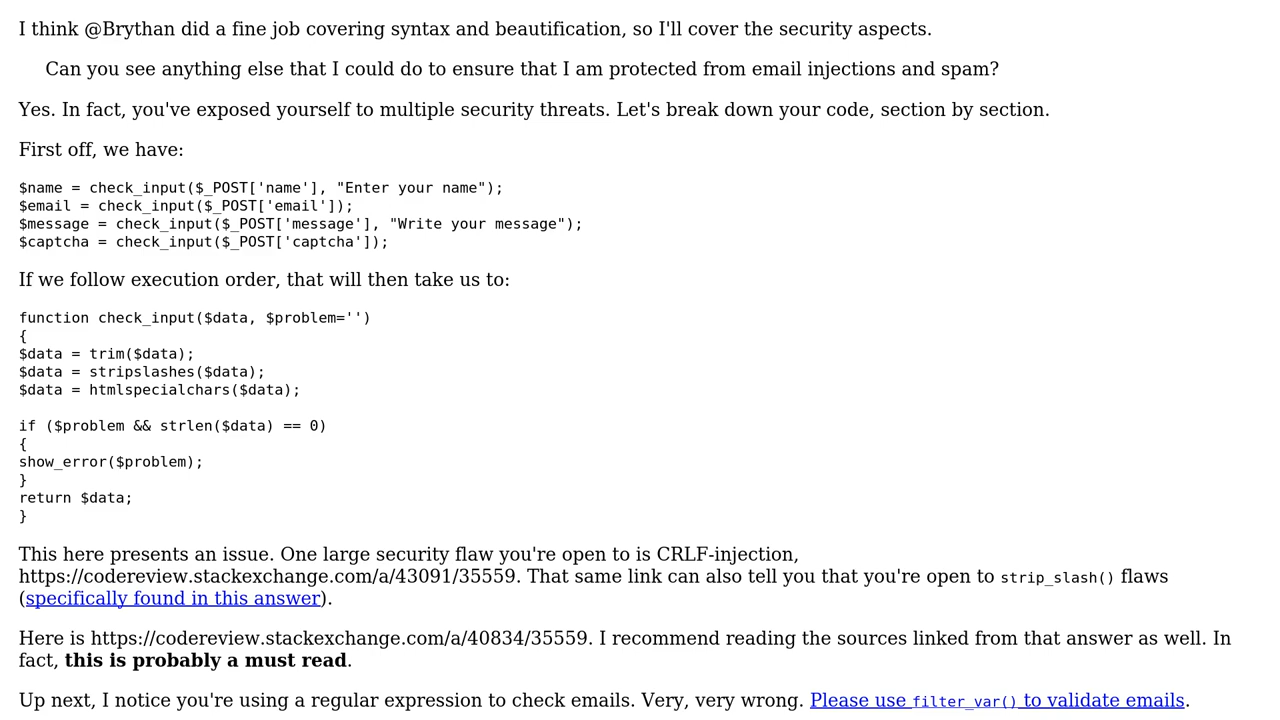 I think @Brythan did a fine job covering syntax and beautification, so I'll cover the security aspects.
Can you see anything else that I could do to ensure that I am protected from email injections and spam?
Yes. In fact, you've exposed yourself to multiple security threats. Let's break down your code, section by section.
First off, we have:
$name = check_input($_POST['name'], "Enter your name");
$email = check_input($_POST['email']);
$message = check_input($_POST['message'], "Write your message");
$captcha = check_input($_POST['captcha']);
If we follow execution order, that will then take us to:
function check_input($data, $problem='')
{
$data = trim($data);
$data = stripslashes($data);
$data = htmlspecialchars($data);
if ($problem && strlen($data) == 0)
{
show_error($problem);
}
return $data;
}
This here presents an issue. One large security flaw you're open to is CRLF-injection,
https://codereview.stackexchange.com/a/43091/35559. That same link can also tell you that you're open to strip_slash() flaws
(specifically found in this answer).
Here is https://codereview.stackexchange.com/a/40834/35559. I recommend reading the sources linked from that answer as well. In
fact, this is probably a must read.
Up next, I notice you're using a regular expression to check emails. Very, very wrong. Please use filter_var() to validate emails.